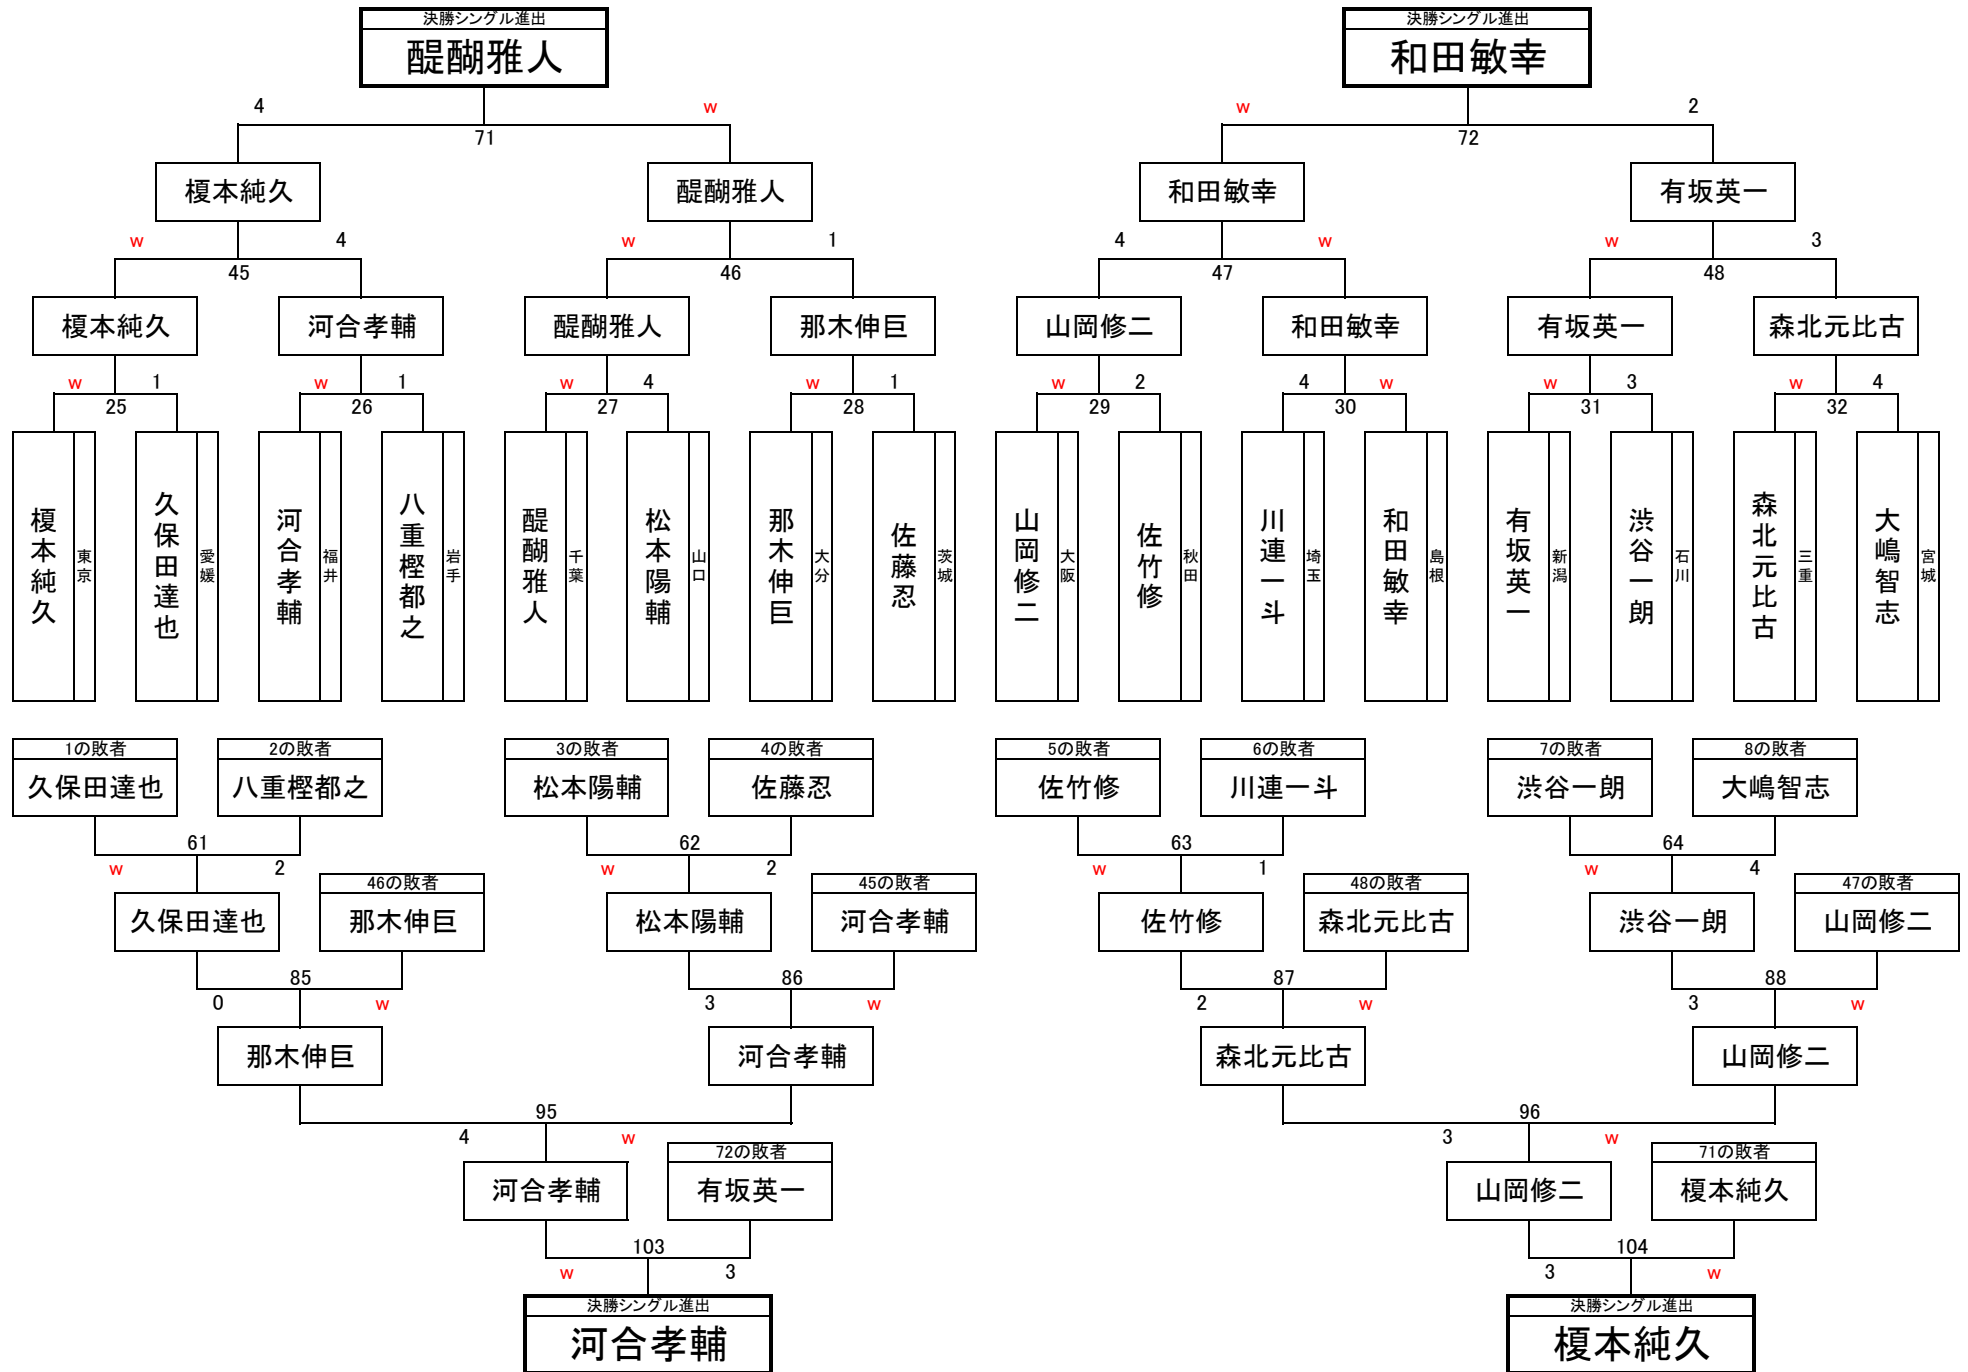 決勝シングル進出 決勝シングル進出
醍醐雅人 和田敏幸
4 w w 2
71 72
榎本純久 醍醐雅人 和田敏幸 有坂英一
w 4 w 1 4 w w 3
45 46 47 48
榎本純久 河合孝輔 醍醐雅人 那木伸巨 山岡修二 和田敏幸 有坂英一 森北元比古
w 1 w 1 w 4 w 1 w 2 4 w w 3 w 4
25 26 27 28 29 30 31 32
榎本純久 東京
久保田達也 愛媛
河合孝輔 福井
八重樫都之 岩手
醍醐雅人 千葉
松本陽輔 山口
那木伸巨 大分
佐藤忍 茨城
山岡修二 大阪
佐竹修 秋田
川連一斗 埼玉
和田敏幸 島根
有坂英一 新潟
渋谷一朗 石川
森北元比古 三重
大嶋智志 宮城
1の敗者 2の敗者 3の敗者 4の敗者 5の敗者 6の敗者 7の敗者 8の敗者
久保田達也 八重樫都之 松本陽輔 佐藤忍 佐竹修 川連一斗 渋谷一朗 大嶋智志
61 62 63 64
w 2 w 2 w 1 w 4
46の敗者 45の敗者 48の敗者 47の敗者
久保田達也 那木伸巨 松本陽輔 河合孝輔 佐竹修 森北元比古 渋谷一朗 山岡修二
85 86 87 88
0 w 3 w 2 w 3 w
那木伸巨 河合孝輔 森北元比古 山岡修二
95 96
4 w 3 w
72の敗者 71の敗者
河合孝輔 有坂英一 山岡修二 榎本純久
103 104
w 3 3 w
決勝シングル進出 決勝シングル進出
河合孝輔 榎本純久